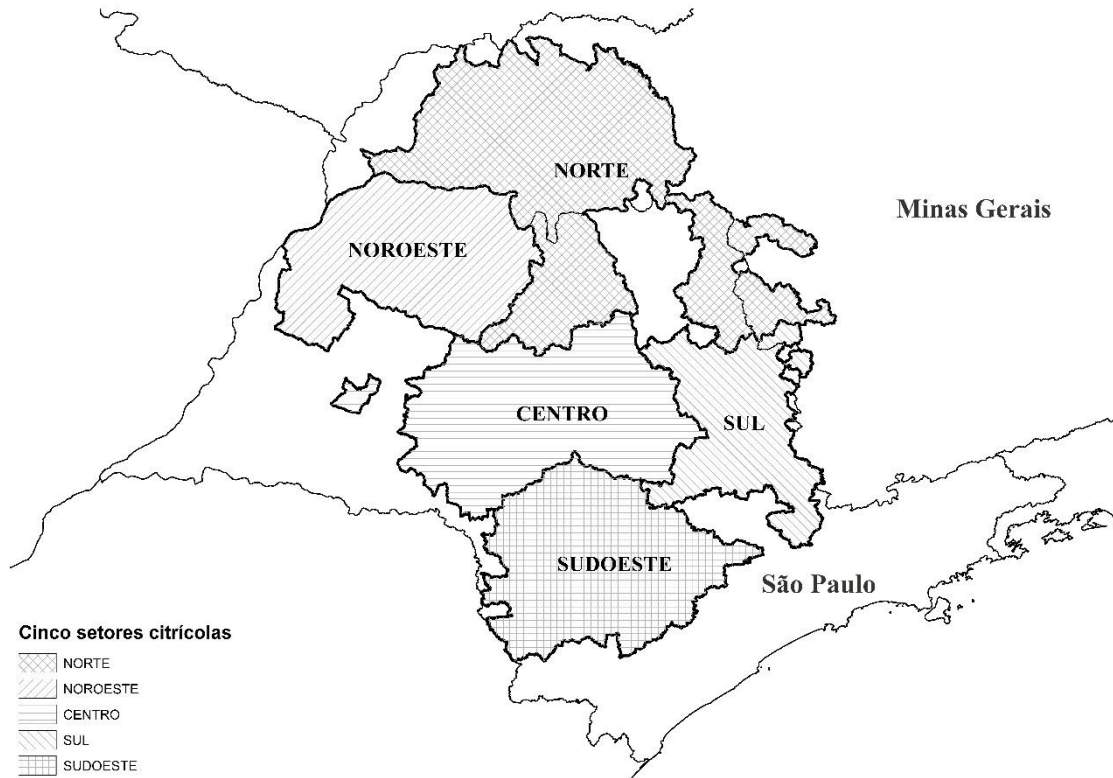 NORTE
Minas Gerais
NOROESTE
CENTRO
SUL
SUDOESTE
São Paulo
Cinco setores citrícolas
NORTE
NOROESTE
CENTRO
SUL
SUDOESTE